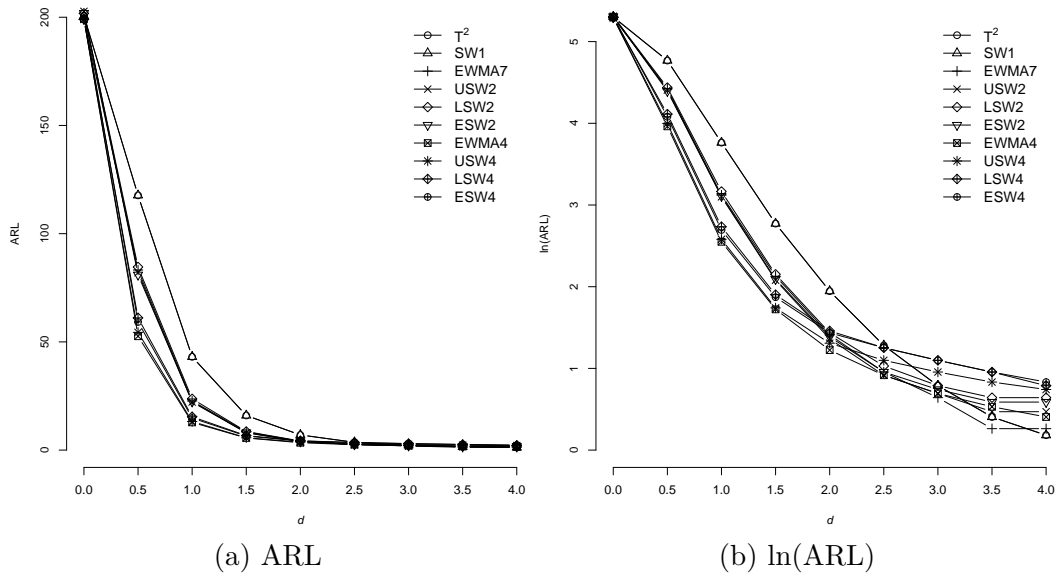 ARL
200
150
100
50
0
0.0 0.5 1.0 1.5 2.0 2.5 3.0 3.5 4.0
d
T²
SW1
EWMA7
USW2
LSW2
ESW2
EWMA4
USW4
LSW4
ESW4
(a) ARL
ln(ARL)
5
4
3
2
1
0
0.0 0.5 1.0 1.5 2.0 2.5 3.0 3.5 4.0
d
T²
SW1
EWMA7
USW2
LSW2
ESW2
EWMA4
USW4
LSW4
ESW4
(b) ln(ARL)